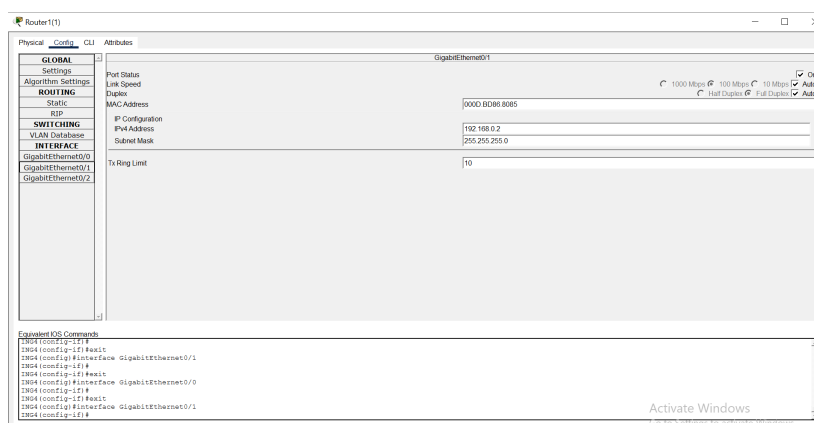 Router1(1)
Physical Config CLI Attributes
GLOBAL
Settings
Algorithm Settings
ROUTING
Static
RIP
SWITCHING
VLAN Database
INTERFACE
GigabitEthernet0/0
GigabitEthernet0/1
GigabitEthernet0/2
GigabitEthernet0/1
Port Status On
Link Speed 1000 Mbps 100 Mbps 10 Mbps Auto
Duplex Half Duplex Full Duplex Auto
MAC Address 000D.BD86.8085
IP Configuration
IPv4 Address 192.168.0.2
Subnet Mask 255.255.255.0
Tx Ring Limit 10
Equivalent IOS Commands
ING4(config-if)#
ING4(config-if)#exit
ING4(config)#interface GigabitEthernet0/1
ING4(config-if)#
ING4(config-if)#exit
ING4(config)#interface GigabitEthernet0/0
ING4(config-if)#
ING4(config-if)#exit
ING4(config)#interface GigabitEthernet0/1
ING4(config-if)#
Activate Windows